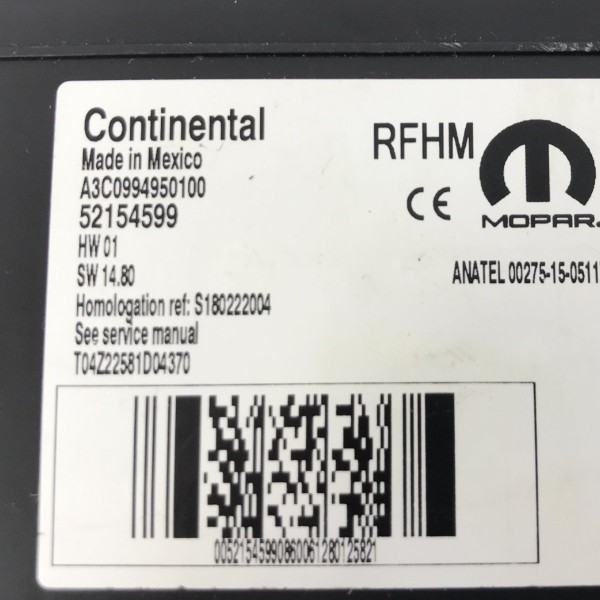 Continental
Made in Mexico
A3C0994950100
52154599
HW 01
SW 14.80
Homologation ref: S180222004
See service manual
T04Z22581D04370
RFHM
CE
MOPAR
ANATEL 00275-15-0511
00521545990860061280125821